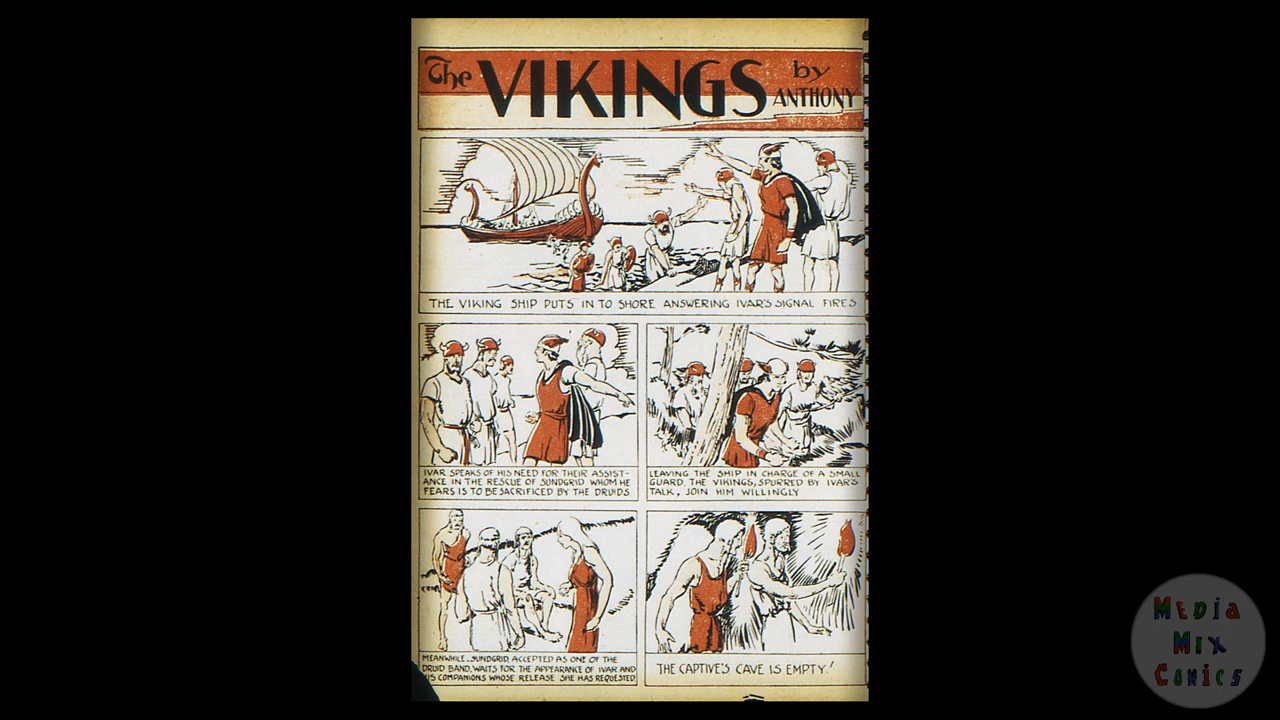 The VIKINGS by
ANTHONY
THE VIKING SHIP PUTS IN TO SHORE ANSWERING IVAR'S SIGNAL FIRES
IVAR SPEAKS OF HIS NEED FOR THEIR ASSIST-
ANCE IN THE RESCUE OF SUNDGRID WHOM HE
FEARS IS TO BE SACRIFICED BY THE DRUIDS
LEAVING THE SHIP IN CHARGE OF A SMALL
GUARD, THE VIKINGS, SPURRED BY IVAR'S
TALK, JOIN HIM WILLINGLY
MEANWHILE, SUNDGRID, ACCEPTED AS ONE OF THE
DRUID BAND, WAITS FOR THE APPEARANCE OF IVAR AND
HIS COMPANIONS WHOSE RELEASE SHE HAS REQUESTED
THE CAPTIVE'S CAVE IS EMPTY!
MEDiA
MiX
COMiCS